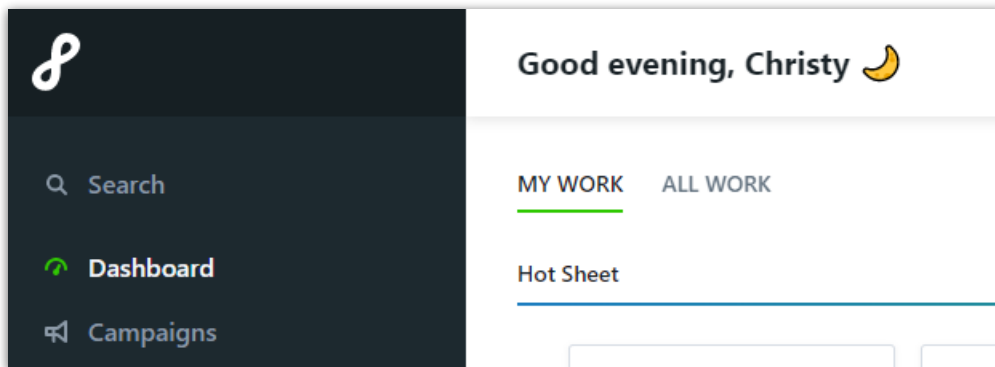 Good evening, Christy 🌙
Search
MY WORK ALL WORK
Dashboard
Hot Sheet
Campaigns